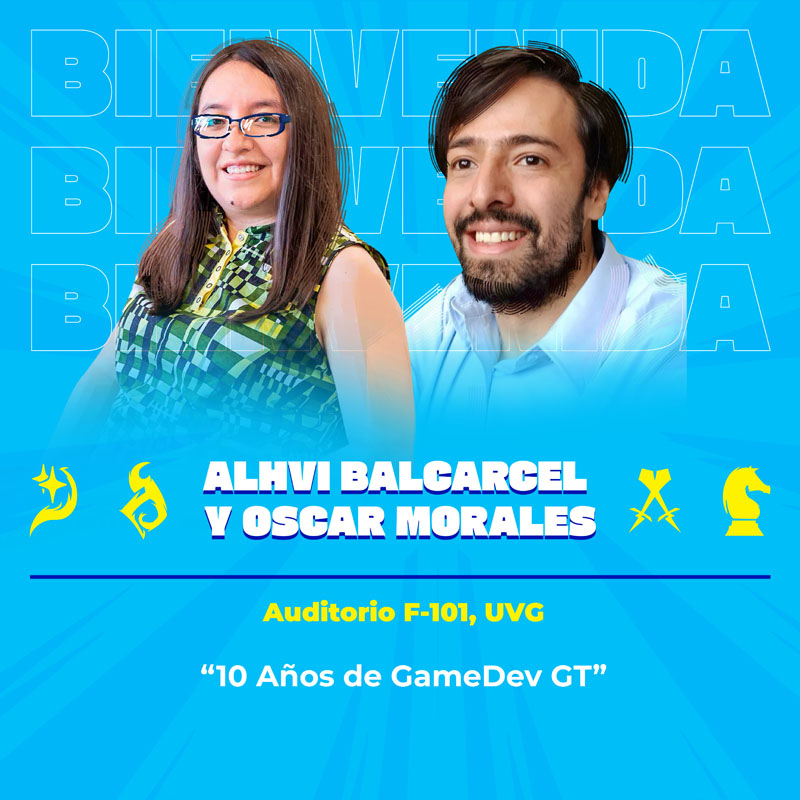 BIENVENIDA
BIENVENIDA
BIENVENIDA
ALHVI BALCARCEL
Y OSCAR MORALES
Auditorio F-101, UVG
“10 Años de GameDev GT”